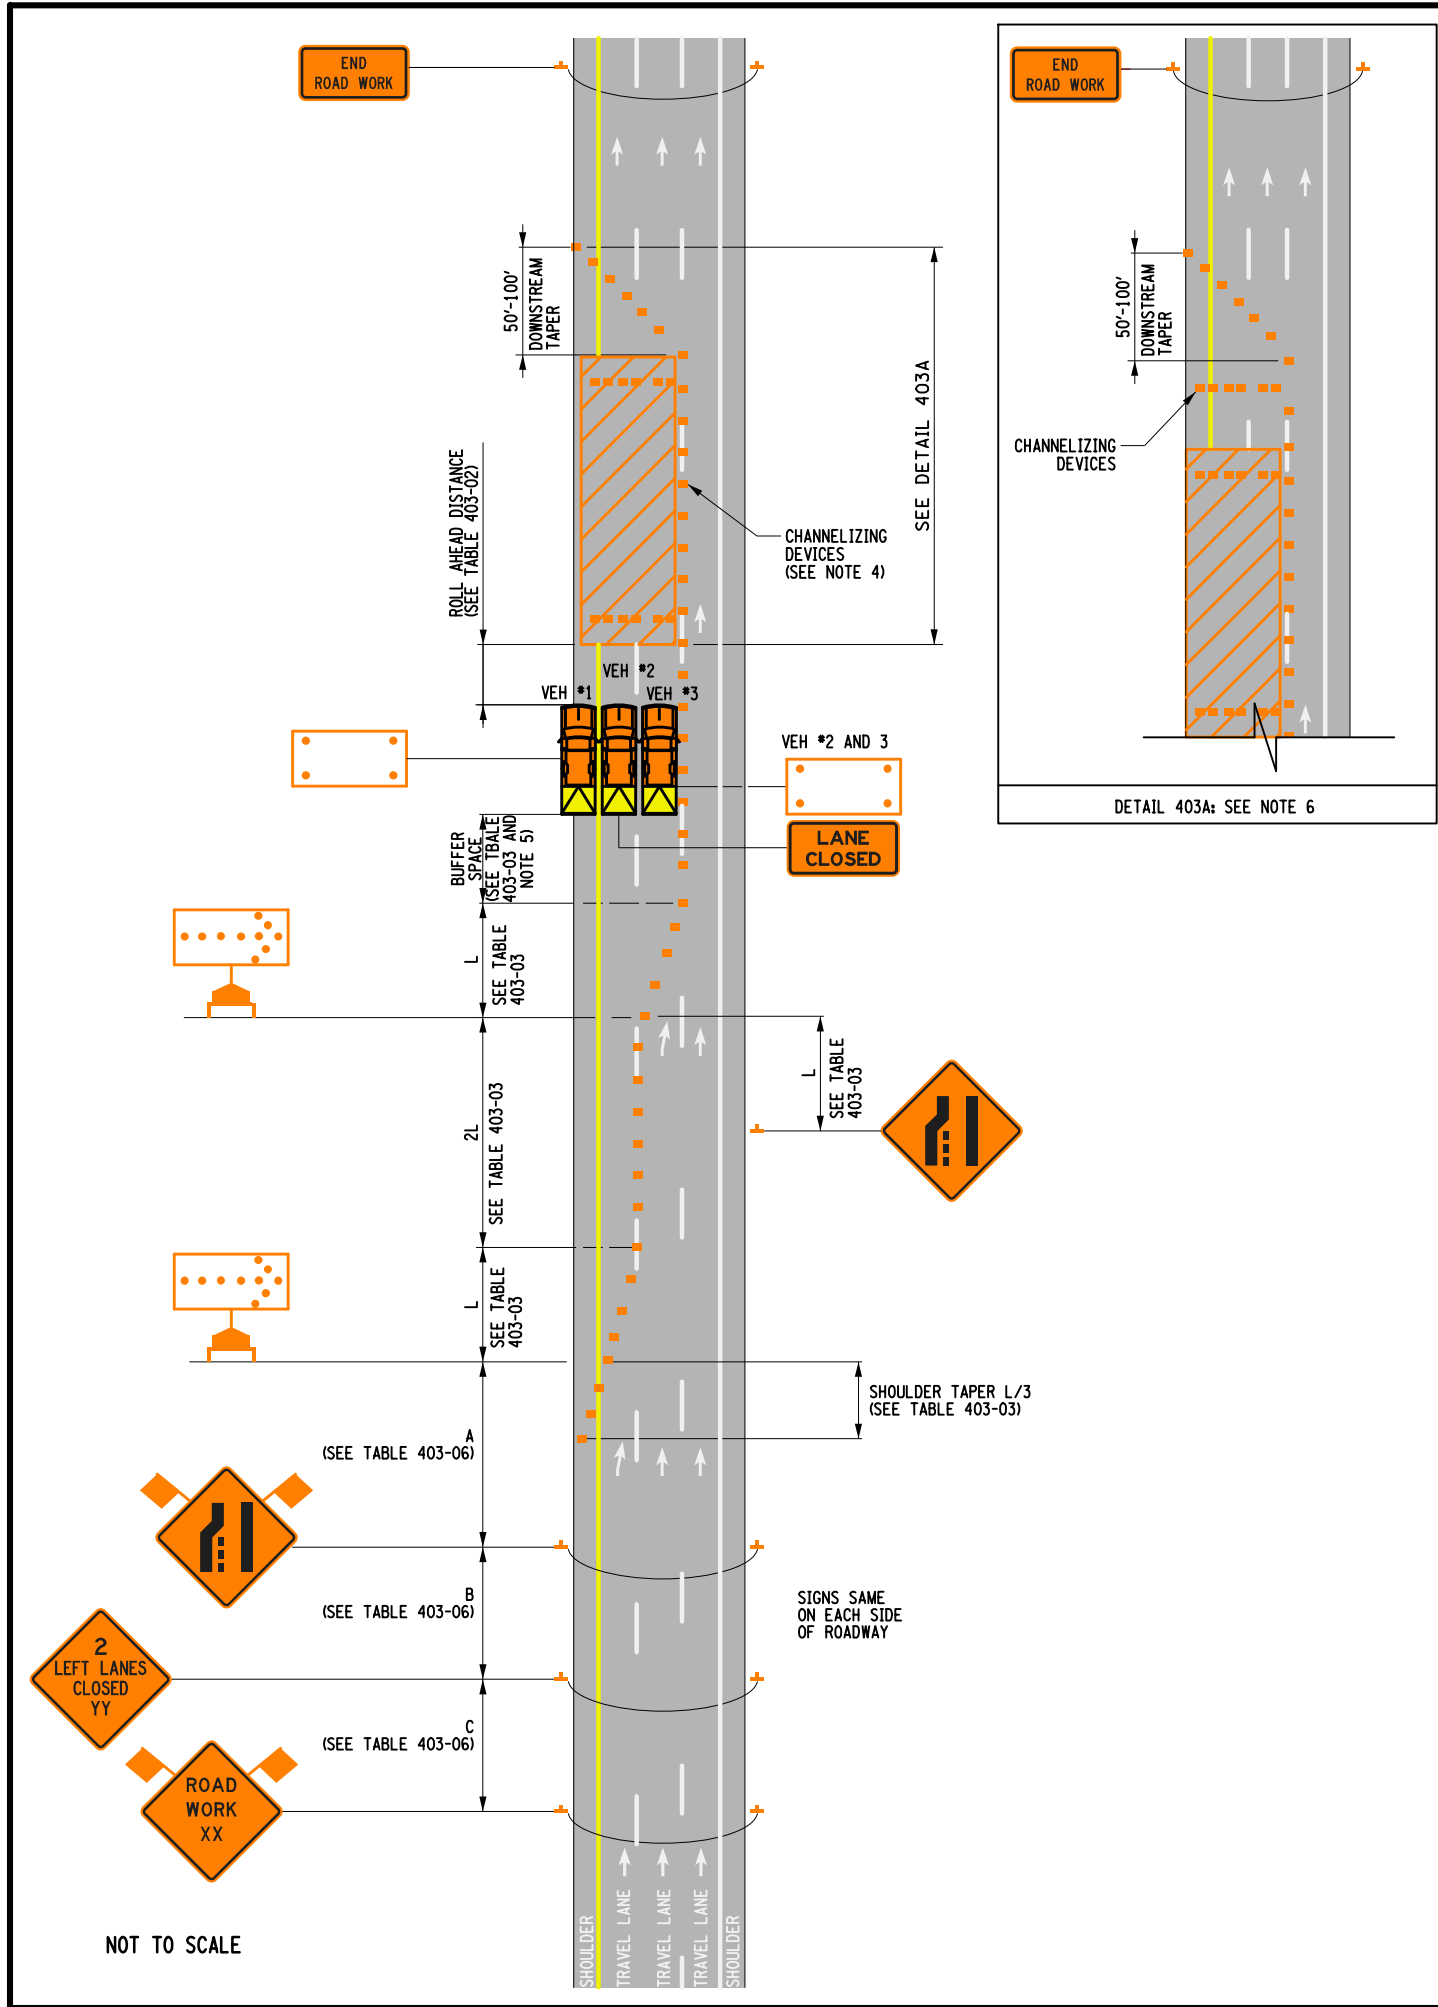 END
ROAD WORK
END
ROAD WORK
50'-100'
DOWNSTREAM
TAPER
50'-100'
DOWNSTREAM
TAPER
SEE DETAIL 403A
CHANNELIZING
DEVICES
ROLL AHEAD DISTANCE
(SEE TABLE 403-02)
CHANNELIZING
DEVICES
(SEE NOTE 4)
VEH #2
VEH #1
VEH #3
VEH #2 AND 3
DETAIL 403A: SEE NOTE 6
LANE
CLOSED
BUFFER
SPACE
(SEE TBALE
403-03 AND
NOTE 5)
L
SEE TABLE
403-03
L
SEE TABLE
403-03
2L
SEE TABLE 403-03
L
SEE TABLE
403-03
SHOULDER TAPER L/3
(SEE TABLE 403-03)
A
(SEE TABLE 403-06)
B
(SEE TABLE 403-06)
SIGNS SAME
ON EACH SIDE
OF ROADWAY
2
LEFT LANES
CLOSED
YY
C
(SEE TABLE 403-06)
ROAD
WORK
XX
SHOULDER
TRAVEL LANE
TRAVEL LANE
TRAVEL LANE
SHOULDER
NOT TO SCALE